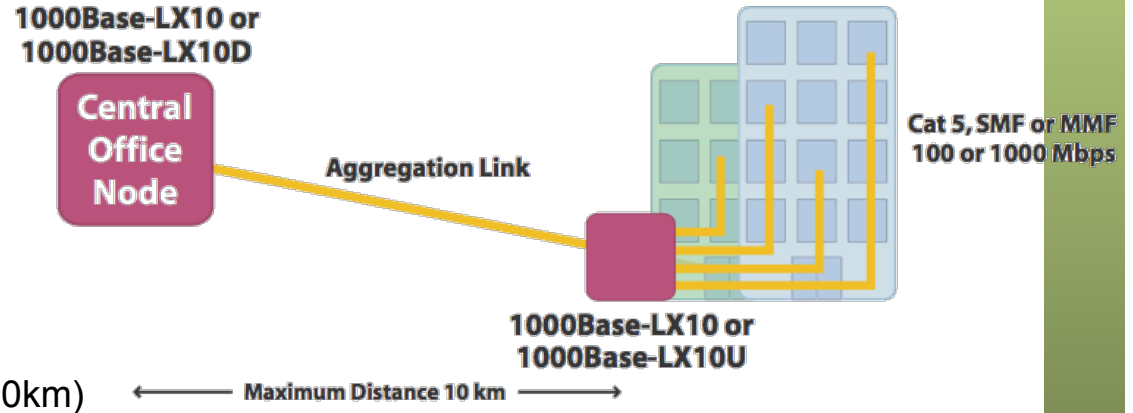 1000Base-LX10 or
1000Base-LX10D
Central
Office
Node
Aggregation Link
Cat 5, SMF or MMF
100 or 1000 Mbps
1000Base-LX10 or
1000Base-LX10U
0km)
Maximum Distance 10 km